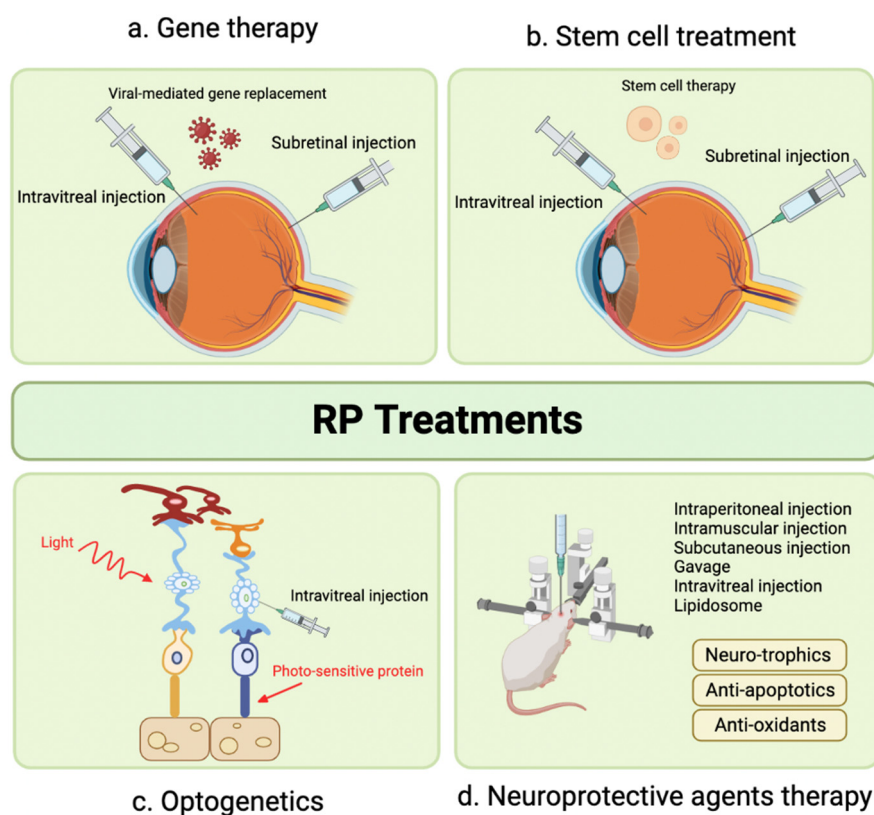 a. Gene therapy
Viral-mediated gene replacement
Subretinal injection
Intravitreal injection
b. Stem cell treatment
Stem cell therapy
Subretinal injection
Intravitreal injection
RP Treatments
Light
Intravitreal injection
Photo-sensitive protein
c. Optogenetics
Intraperitoneal injection
Intramuscular injection
Subcutaneous injection
Gavage
Intravitreal injection
Lipidosome
Neuro-trophics
Anti-apoptotics
Anti-oxidants
d. Neuroprotective agents therapy